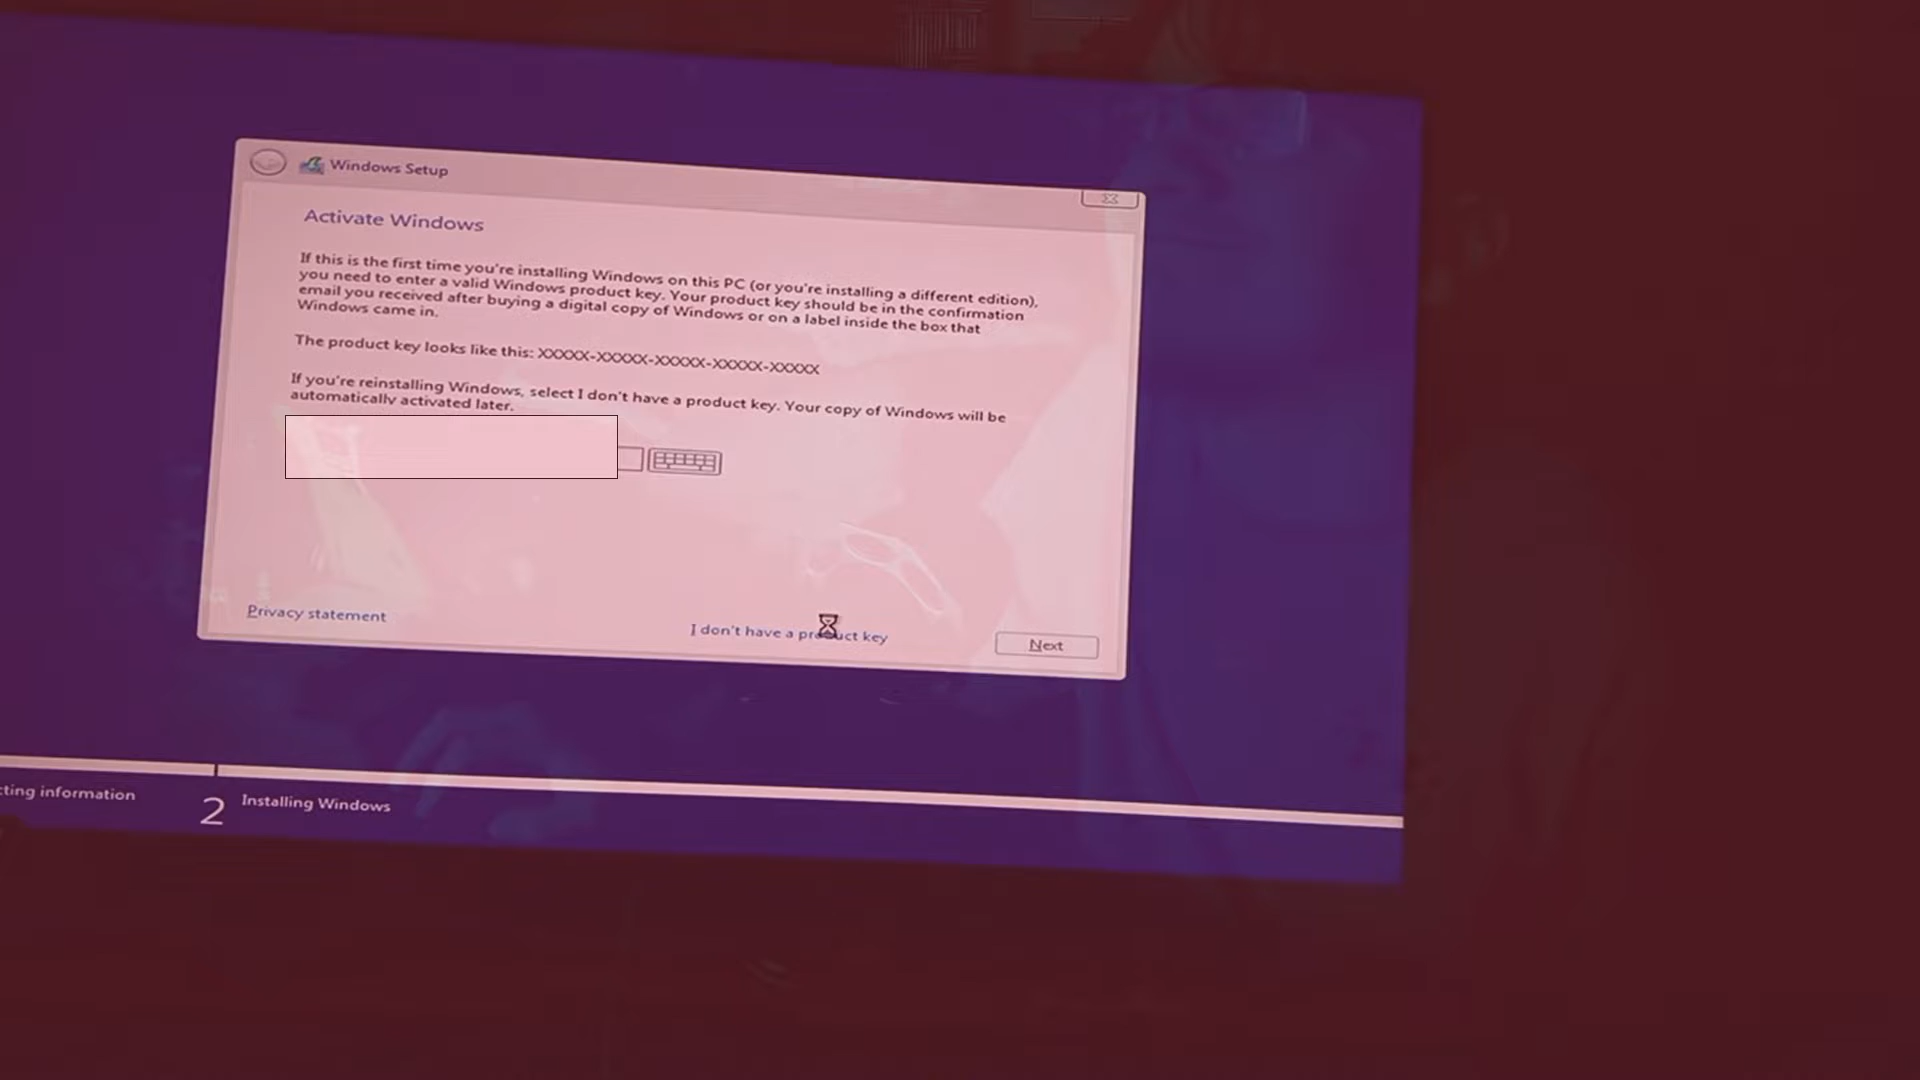 Windows Setup
Activate Windows
If this is the first time you're installing Windows on this PC (or you're installing a different edition),
you need to enter a valid Windows product key. Your product key should be in the confirmation
email you received after buying a digital copy of Windows or on a label inside the box that
Windows came in.
The product key looks like this: XXXXX-XXXXX-XXXXX-XXXXX-XXXXX
If you're reinstalling Windows, select I don't have a product key. Your copy of Windows will be
automatically activated later.
Privacy statement
I don't have a product key
Next
cting information
2 Installing Windows